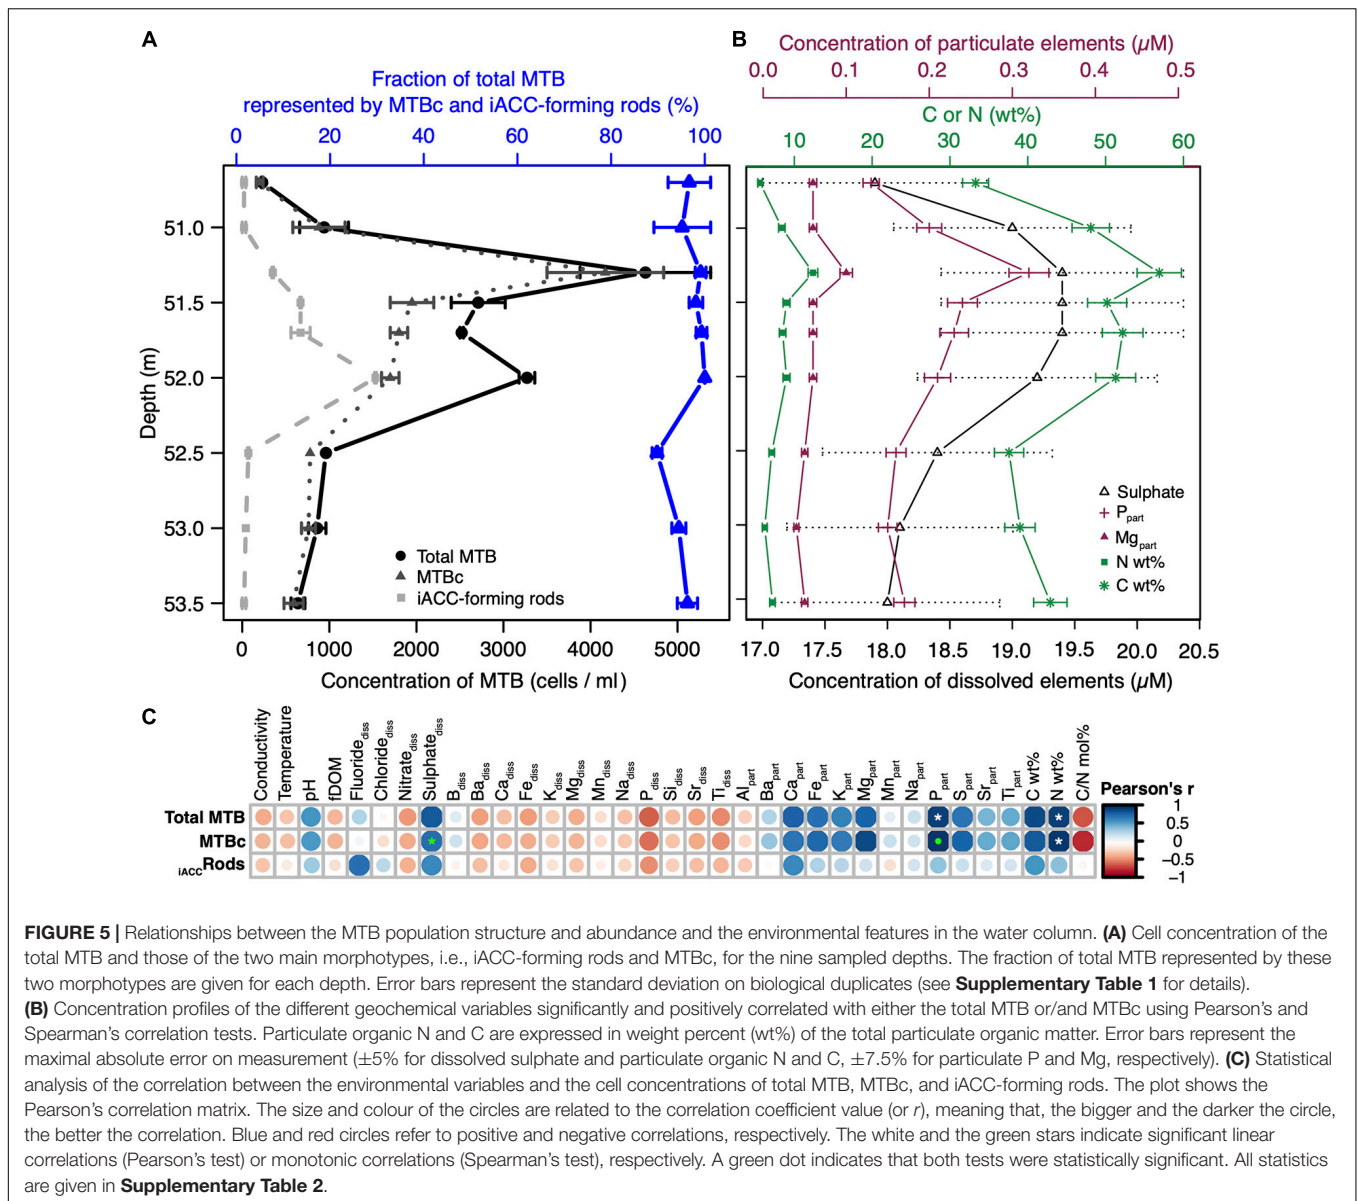 A
Fraction of total MTB
represented by MTBc and iACC-forming rods (%)
0 20 40 60 80 100
51.0
51.5
52.0
52.5
53.0
53.5
Depth (m)
Total MTB
MTBc
iACC-forming rods
0 1000 2000 3000 4000 5000
Concentration of MTB (cells / ml)
B
Concentration of particulate elements (µM)
0.0 0.1 0.2 0.3 0.4 0.5
C or N (wt%)
10 20 30 40 50 60
Sulphate
Ppart
Mgpart
N wt%
C wt%
17.0 17.5 18.0 18.5 19.0 19.5 20.0 20.5
Concentration of dissolved elements (µM)
C
Conductivity
Temperature
pH
fDOM
Fluoridediss
Chloridediss
Nitratediss
Sulphatediss
Bdiss
Badiss
Cadiss
Fediss
Kdiss
Mgdiss
Mndiss
Nadiss
Pdiss
Sidiss
Srdiss
Tidiss
Alpart
Bapart
Capart
Fepart
Kpart
Mgpart
Mnpart
Napart
Ppart
Spart
Srpart
Tipart
C wt%
N wt%
C/N mol%
Total MTB
MTBc
iACCRods
Pearson's r
1
0.5
0
−0.5
−1
FIGURE 5 | Relationships between the MTB population structure and abundance and the environmental features in the water column. (A) Cell concentration of the
total MTB and those of the two main morphotypes, i.e., iACC-forming rods and MTBc, for the nine sampled depths. The fraction of total MTB represented by these
two morphotypes are given for each depth. Error bars represent the standard deviation on biological duplicates (see Supplementary Table 1 for details).
(B) Concentration profiles of the different geochemical variables significantly and positively correlated with either the total MTB or/and MTBc using Pearson's and
Spearman's correlation tests. Particulate organic N and C are expressed in weight percent (wt%) of the total particulate organic matter. Error bars represent the
maximal absolute error on measurement (±5% for dissolved sulphate and particulate organic N and C, ±7.5% for particulate P and Mg, respectively). (C) Statistical
analysis of the correlation between the environmental variables and the cell concentrations of total MTB, MTBc, and iACC-forming rods. The plot shows the
Pearson's correlation matrix. The size and colour of the circles are related to the correlation coefficient value (or r), meaning that, the bigger and the darker the circle,
the better the correlation. Blue and red circles refer to positive and negative correlations, respectively. The white and the green stars indicate significant linear
correlations (Pearson's test) or monotonic correlations (Spearman's test), respectively. A green dot indicates that both tests were statistically significant. All statistics
are given in Supplementary Table 2.